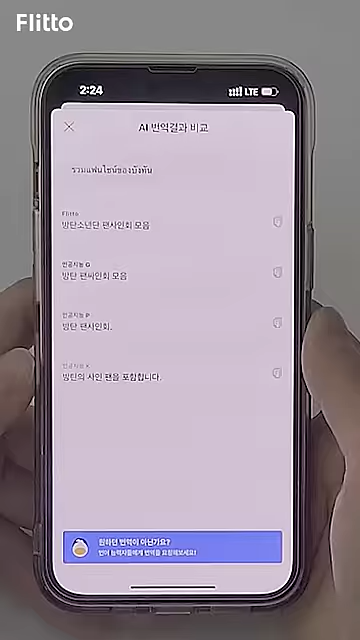 Flitto
2:24
LTE
AI 번역결과 비교
รวมแฟนไซน์ของบังทัน
Flitto
방탄소년단 팬사인회 모음
인공지능 G
방탄 팬싸인회 모음
인공지능 P
방탄 팬사인회.
인공지능
방탄의 사인 팬을 포함합니다.
원하던 번역이 아닌가요?
언어 능력자들에게 번역을 요청해보세요!